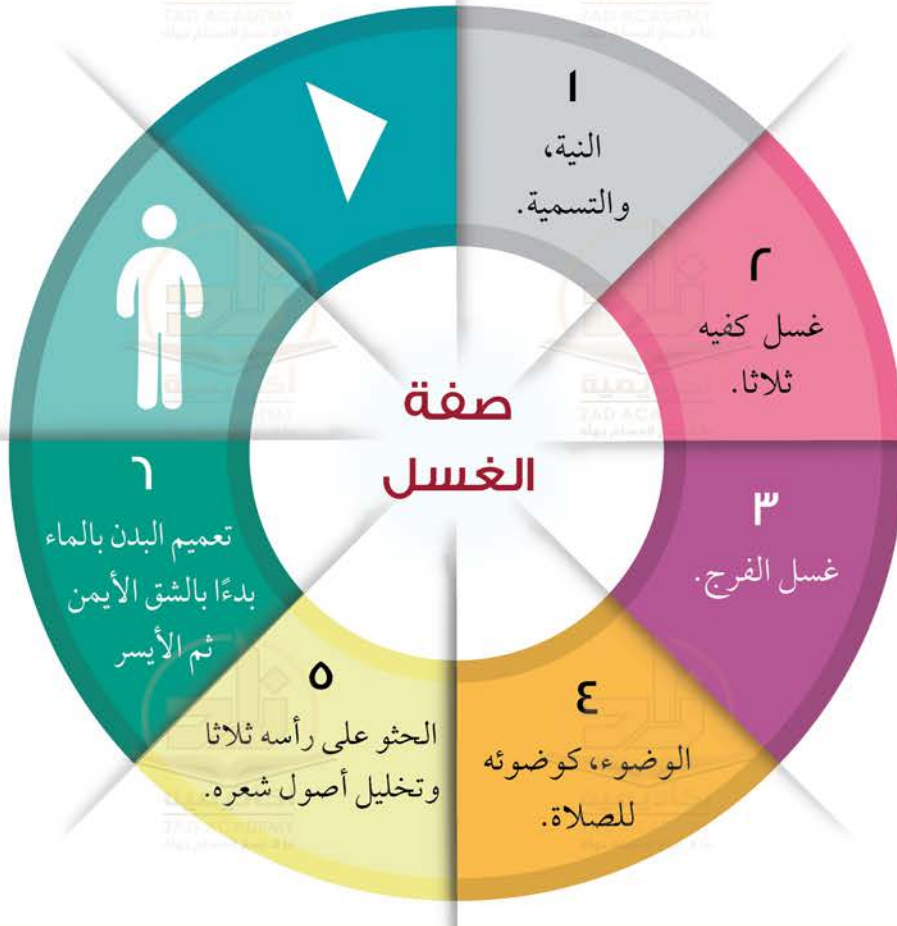 صفة
الغسل
١
النية،
والتسمية.
٢
غسل كفيه
ثلاثا.
٣
غسل الفرج.
٤
الوضوء، كوضوئه
للصلاة.
٥
الحثو على رأسه ثلاثا
وتخليل أصول شعره.
٦
تعميم البدن بالماء
بدءًا بالشق الأيمن
ثم الأيسر